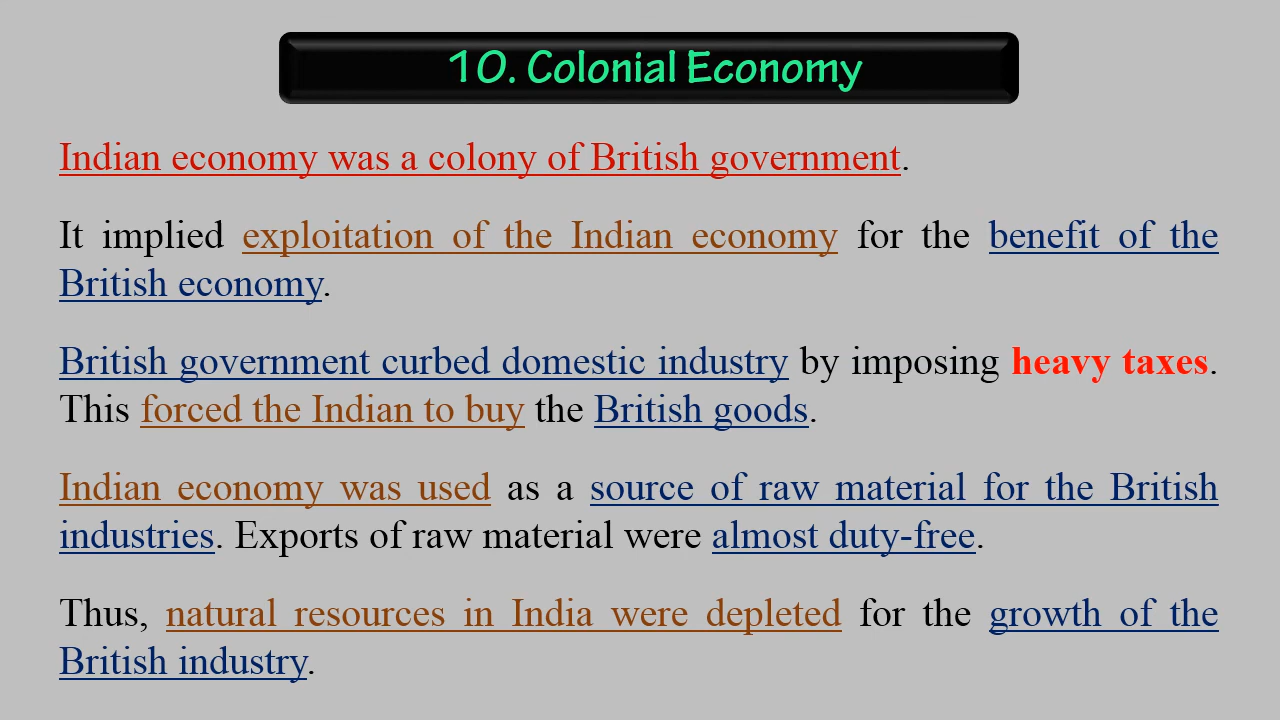 10. Colonial Economy
Indian economy was a colony of British government.
It implied exploitation of the Indian economy for the benefit of the
British economy.
British government curbed domestic industry by imposing heavy taxes.
This forced the Indian to buy the British goods.
Indian economy was used as a source of raw material for the British
industries. Exports of raw material were almost duty-free.
Thus, natural resources in India were depleted for the growth of the
British industry.